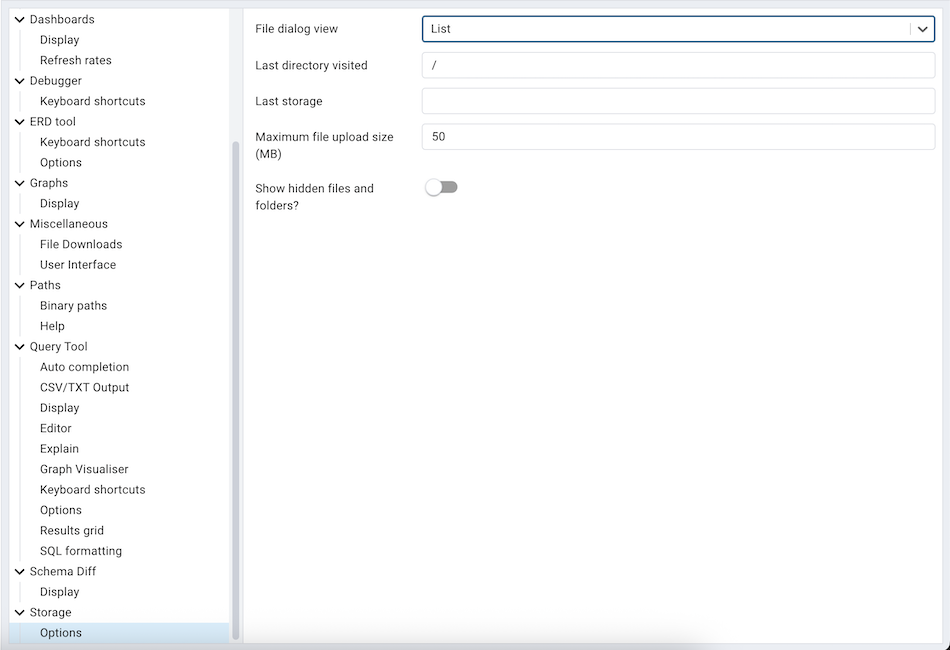 Dashboards
Display
Refresh rates
Debugger
Keyboard shortcuts
ERD tool
Keyboard shortcuts
Options
Graphs
Display
Miscellaneous
File Downloads
User Interface
Paths
Binary paths
Help
Query Tool
Auto completion
CSV/TXT Output
Display
Editor
Explain
Graph Visualiser
Keyboard shortcuts
Options
Results grid
SQL formatting
Schema Diff
Display
Storage
Options
File dialog view
List
Last directory visited
/
Last storage
Maximum file upload size
(MB)
50
Show hidden files and
folders?